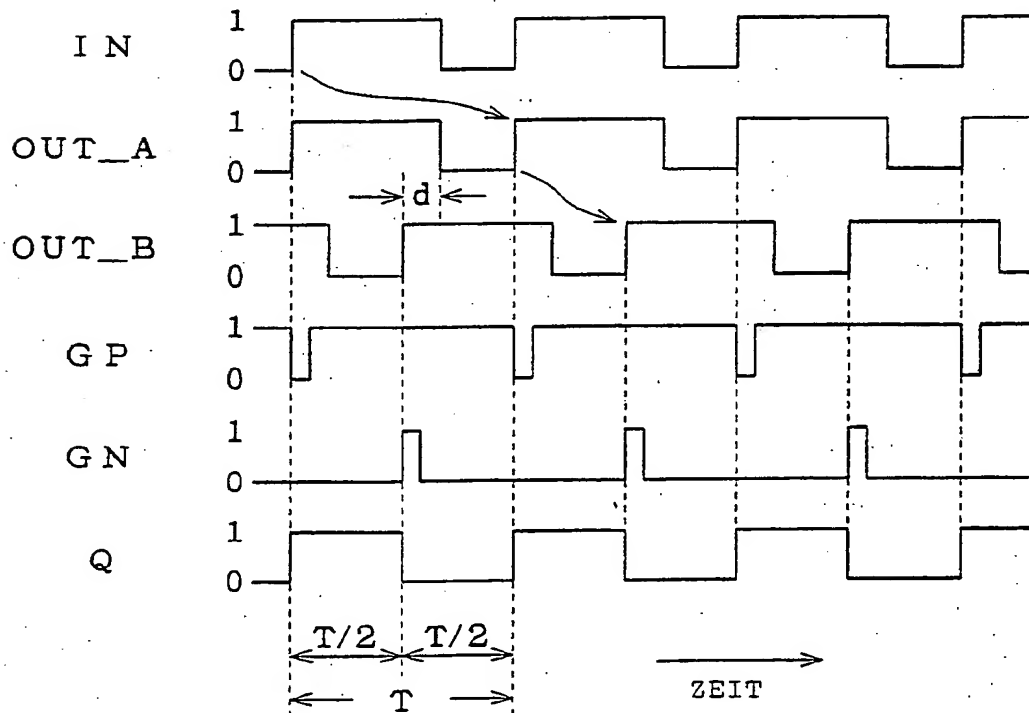 IN 1 0
OUT_A 1 0
d
OUT_B 1 0
GP 1 0
GN 1 0
Q 1 0
T/2 T/2
T
ZEIT